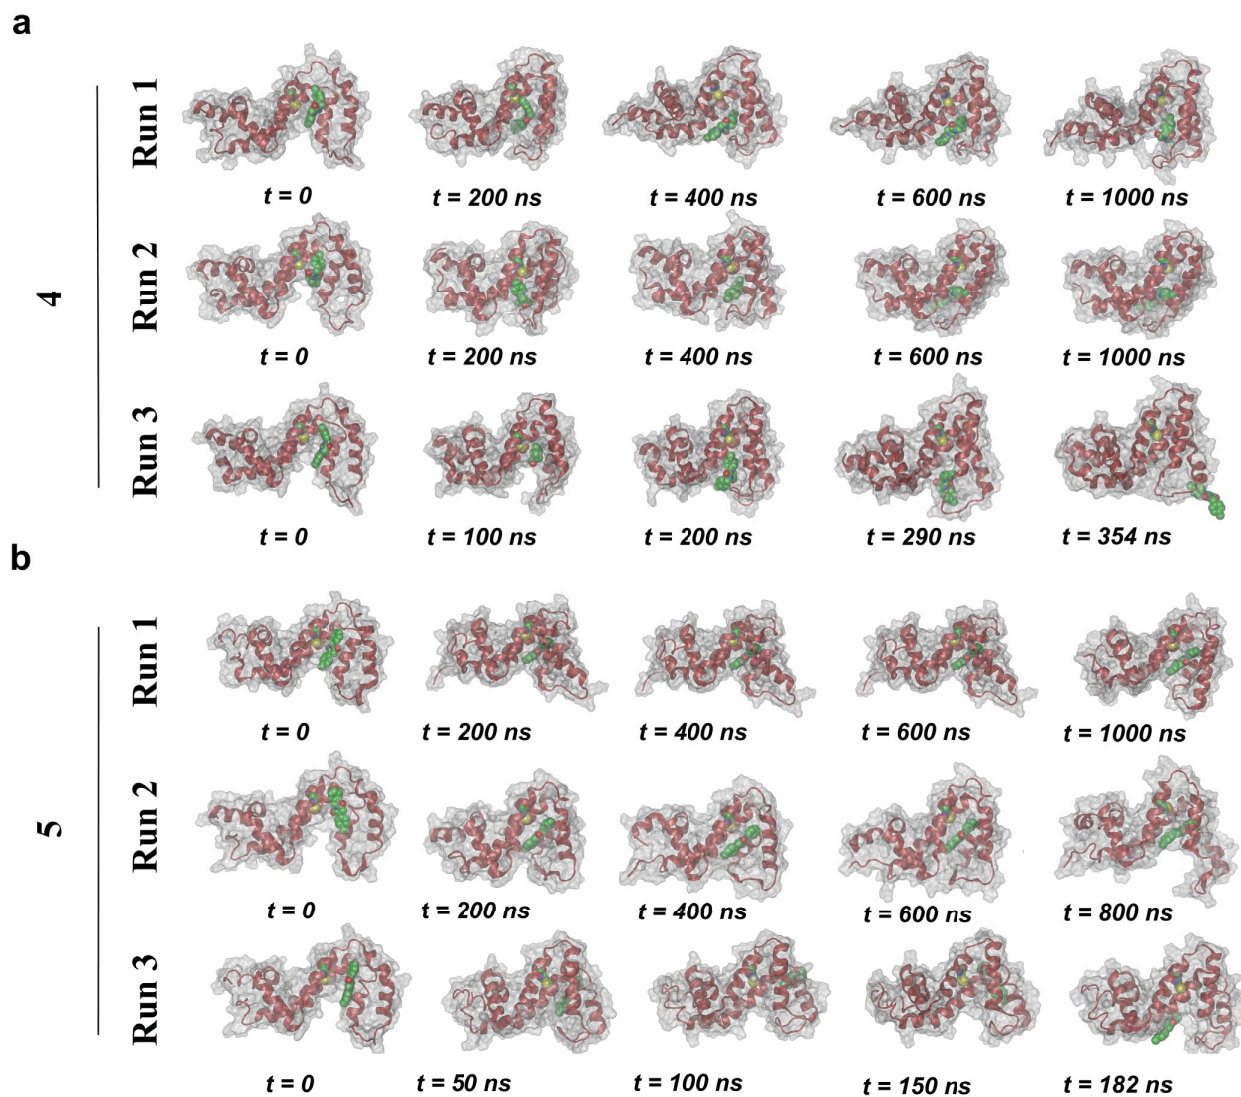 a
4
Run 1
t = 0 t = 200 ns t = 400 ns t = 600 ns t = 1000 ns
Run 2
t = 0 t = 200 ns t = 400 ns t = 600 ns t = 1000 ns
Run 3
t = 0 t = 100 ns t = 200 ns t = 290 ns t = 354 ns
b
5
Run 1
t = 0 t = 200 ns t = 400 ns t = 600 ns t = 1000 ns
Run 2
t = 0 t = 200 ns t = 400 ns t = 600 ns t = 800 ns
Run 3
t = 0 t = 50 ns t = 100 ns t = 150 ns t = 182 ns